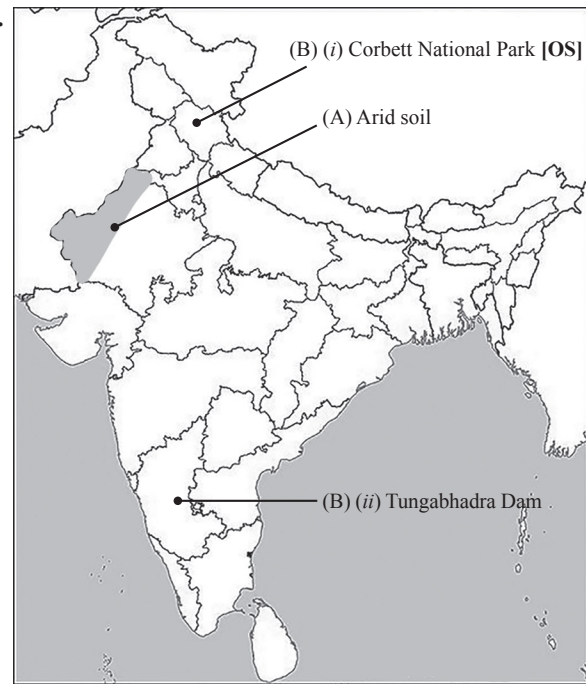 (B) (i) Corbett National Park [OS]
(A) Arid soil
(B) (ii) Tungabhadra Dam